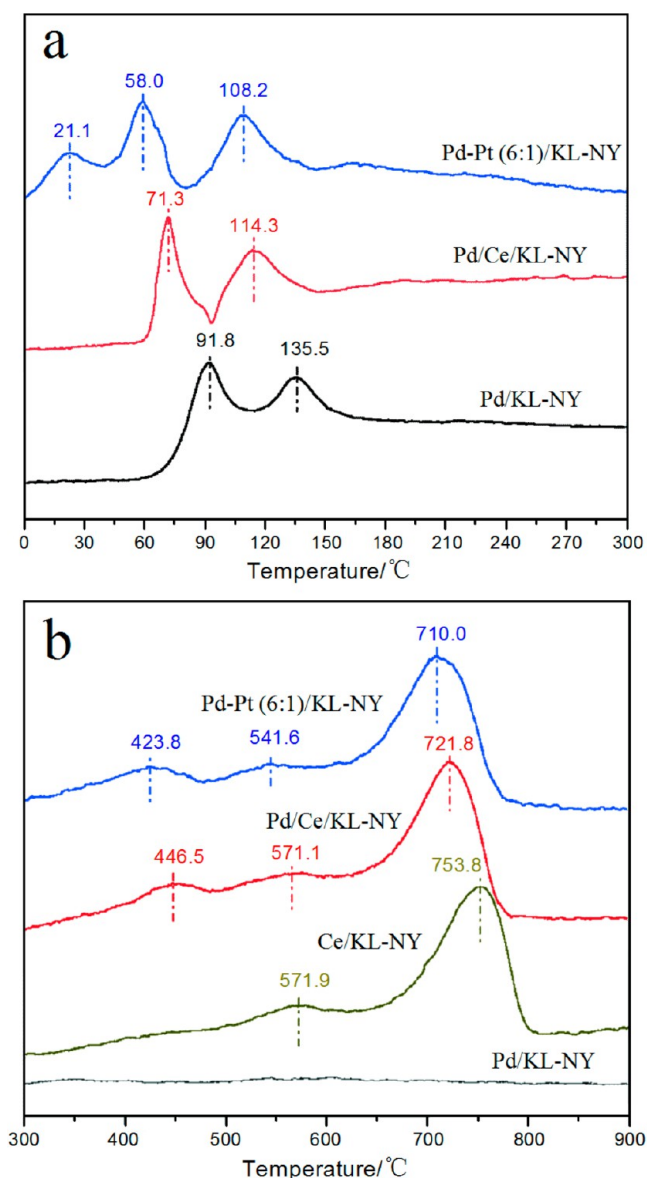 a
58.0
108.2
21.1
Pd-Pt (6:1)/KL-NY
71.3
114.3
Pd/Ce/KL-NY
91.8
135.5
Pd/KL-NY
0 30 60 90 120 150 180 210 240 270 300
Temperature/℃
b
710.0
Pd-Pt (6:1)/KL-NY
423.8
541.6
721.8
Pd/Ce/KL-NY
446.5
571.1
753.8
Ce/KL-NY
571.9
Pd/KL-NY
300 400 500 600 700 800 900
Temperature/℃